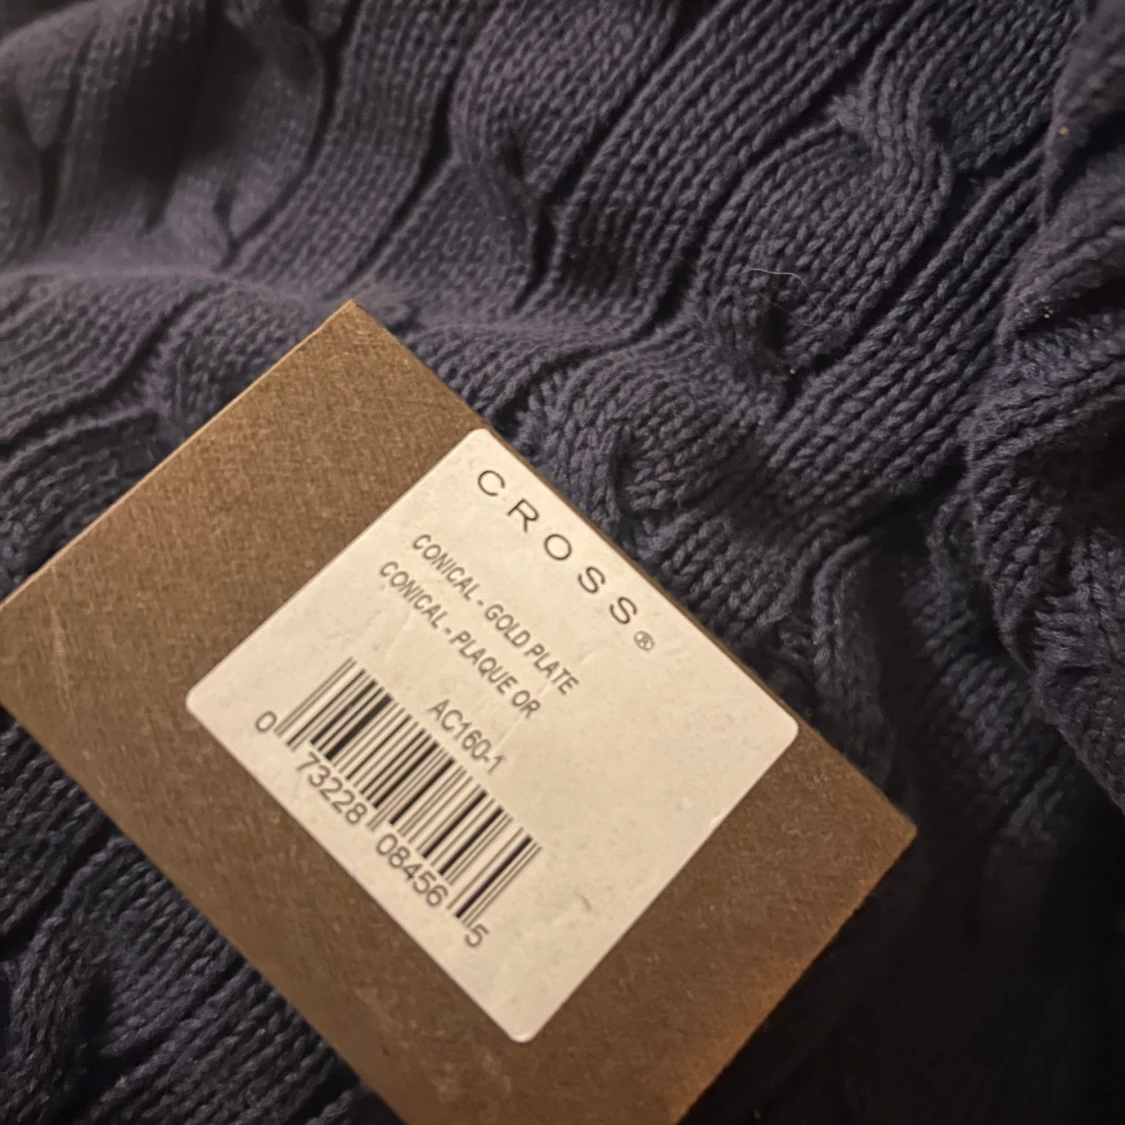 CROSS®
CONICAL - GOLD PLATE
CONICAL - PLAQUE OR
AC160-1
0 73228 08456 5